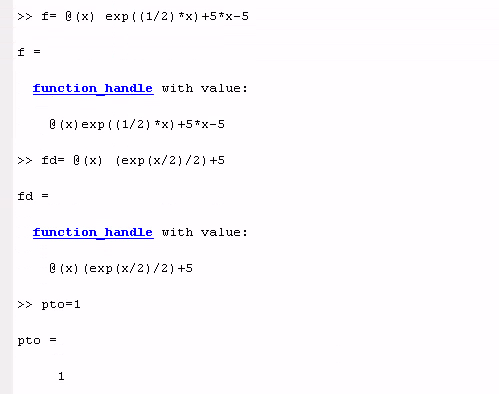 >> f= @(x) exp((1/2)*x)+5*x-5
f =
function_handle with value:
@(x)exp((1/2)*x)+5*x-5
>> fd= @(x) (exp(x/2)/2)+5
fd =
function_handle with value:
@(x)(exp(x/2)/2)+5
>> pto=1
pto =
1